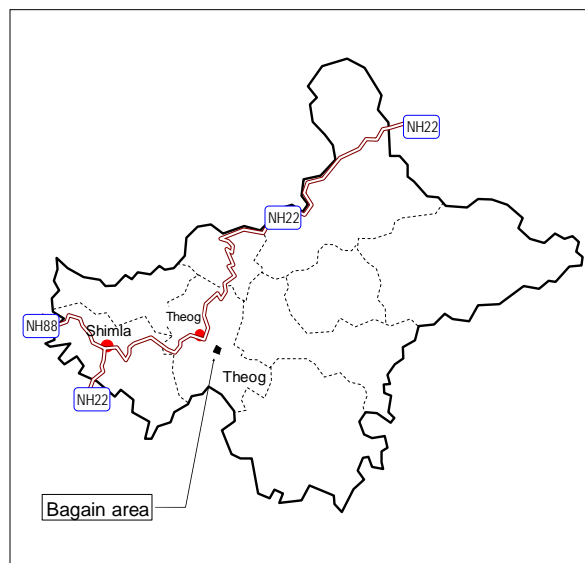 NH22
NH22
Theog
NH88
Shimla
Theog
NH22
Bagain area